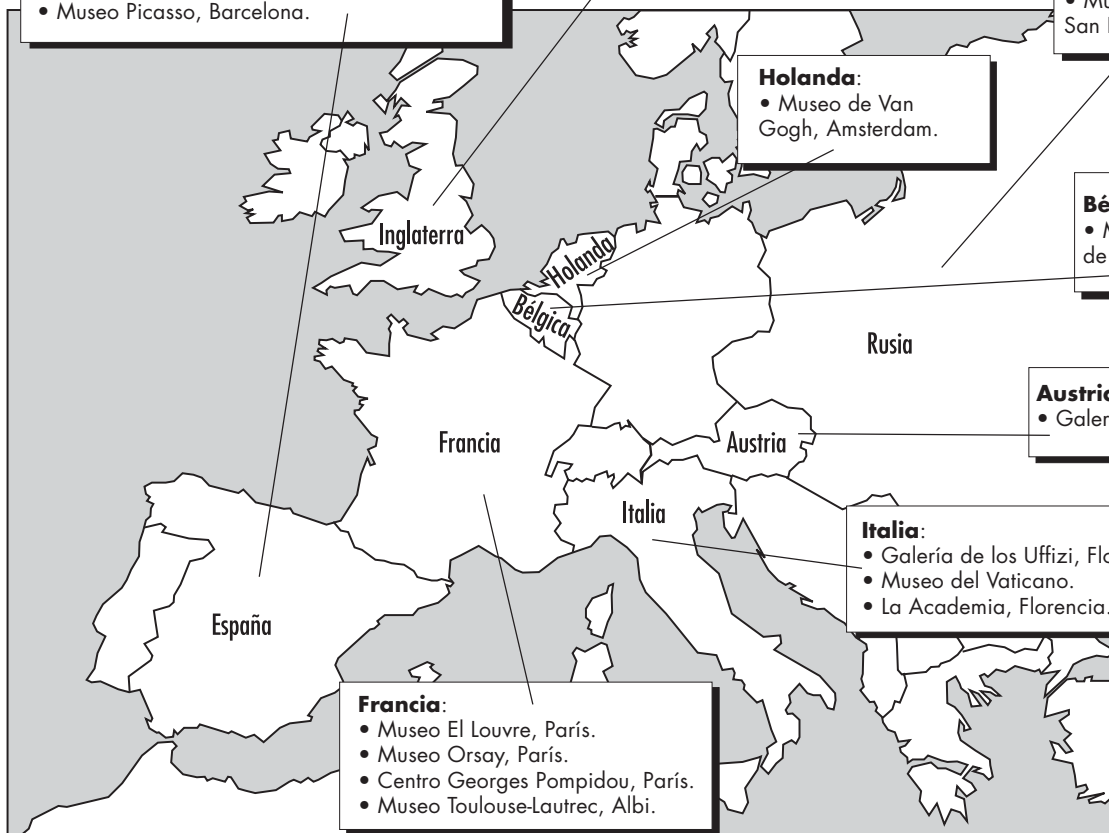 • Museo Picasso, Barcelona.
San
Holanda:
• Museo de Van
Gogh, Amsterdam.
• 
de
Inglaterra
Holanda
Bélgica
Rusia
Francia
Austria
•
Italia
Italia:
• Galería de los Uffizi,
• Museo del Vaticano.
• La Academia, Florencia.
España
Francia:
• Museo El Louvre, París.
• Museo Orsay, París.
• Centro Georges Pompidou, París.
• Museo Toulouse-Lautrec, Albi.